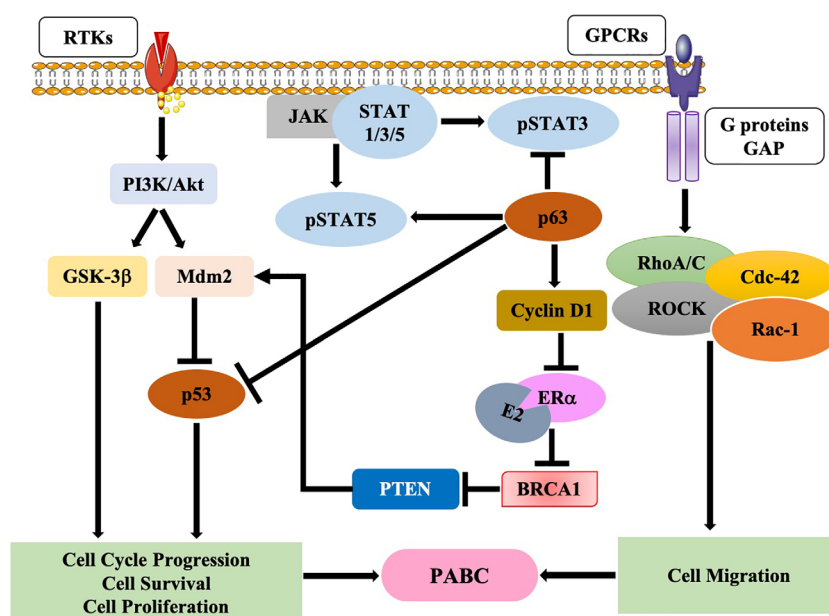 RTKs
GPCRs
JAK
STAT
1/3/5
pSTAT3
G proteins
GAP
PI3K/Akt
pSTAT5
p63
GSK-3β
Mdm2
RhoA/C
Cdc-42
Cyclin D1
ROCK
Rac-1
p53
ERα
E2
PTEN
BRCA1
Cell Cycle Progression
Cell Survival
Cell Proliferation
PABC
Cell Migration